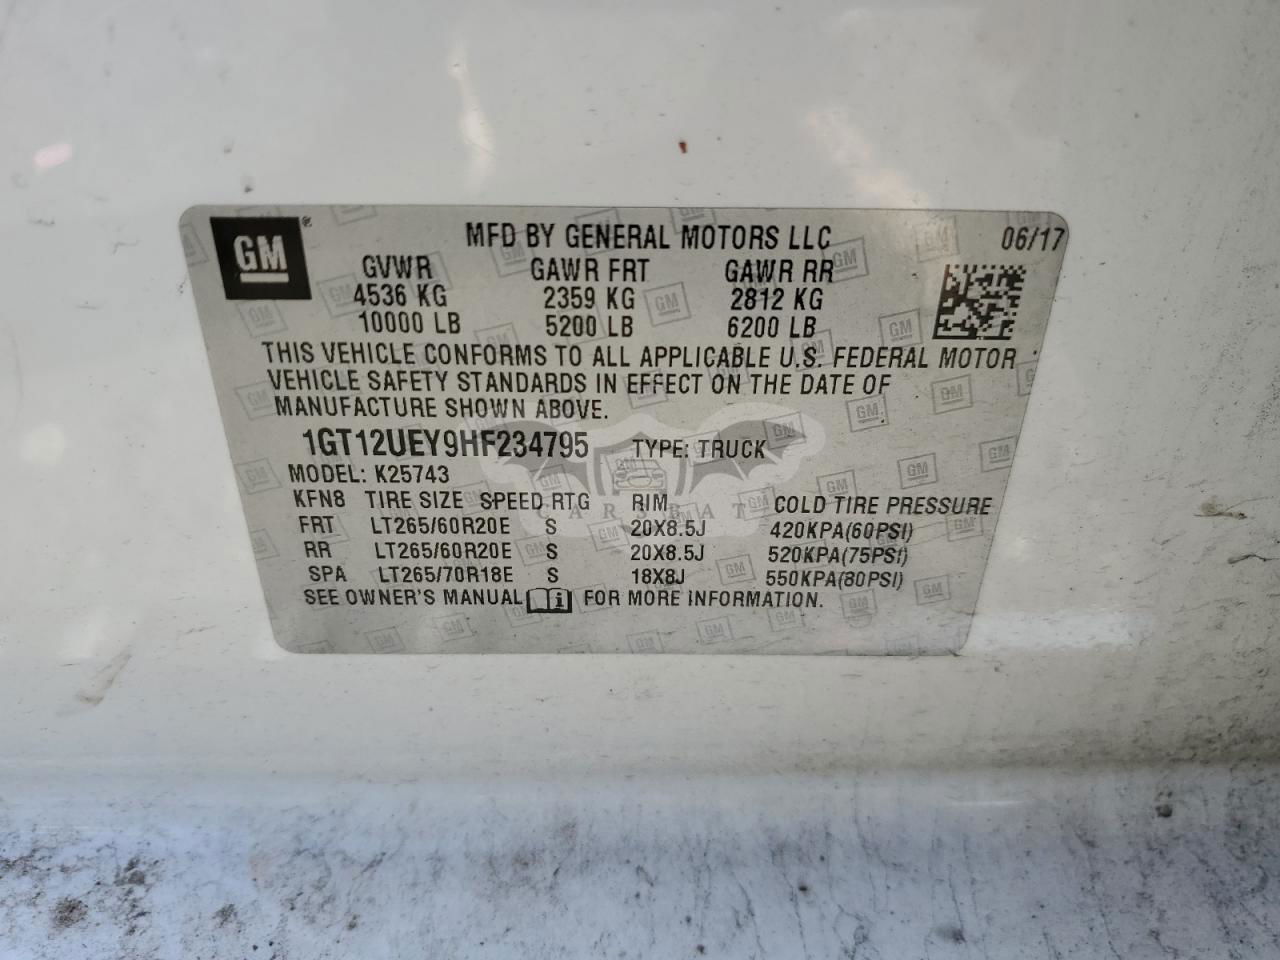 GM ®
MFD BY GENERAL MOTORS LLC 06/17
GVWR GAWR FRT GAWR RR
4536 KG 2359 KG 2812 KG
10000 LB 5200 LB 6200 LB
THIS VEHICLE CONFORMS TO ALL APPLICABLE U.S. FEDERAL MOTOR
VEHICLE SAFETY STANDARDS IN EFFECT ON THE DATE OF
MANUFACTURE SHOWN ABOVE.
1GT12UEY9HF234795 TYPE: TRUCK
MODEL: K25743
KFN8 TIRE SIZE SPEED RTG RIM COLD TIRE PRESSURE
FRT LT265/60R20E S 20X8.5J 420KPA(60PSI)
RR LT265/60R20E S 20X8.5J 520KPA(75PSI)
SPA LT265/70R18E S 18X8J 550KPA(80PSI)
SEE OWNER'S MANUAL i FOR MORE INFORMATION.
CARSBAT